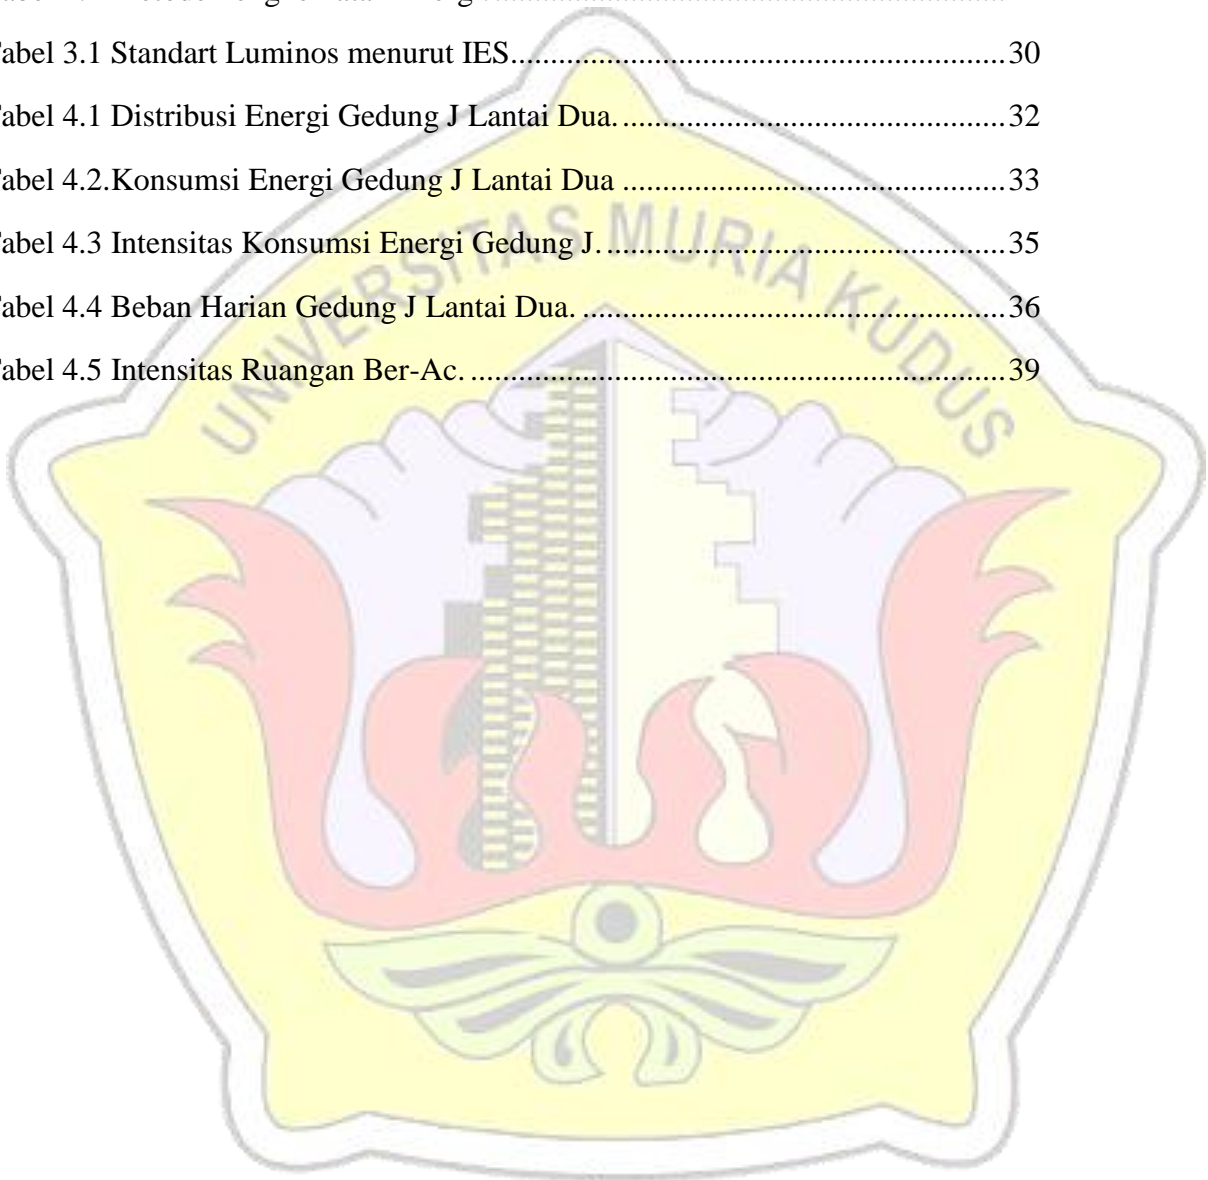 Tabel 3.1 Standart Luminos menurut IES............................................................30
Tabel 4.1 Distribusi Energi Gedung J Lantai Dua. ..............................................32
Tabel 4.2.Konsumsi Energi Gedung J Lantai Dua ..............................................33
Tabel 4.3 Intensitas Konsumsi Energi Gedung J. ................................................35
Tabel 4.4 Beban Harian Gedung J Lantai Dua. ...................................................36
Tabel 4.5 Intensitas Ruangan Ber-Ac. .................................................................39
UNIVERSITAS MURIA KUDUS